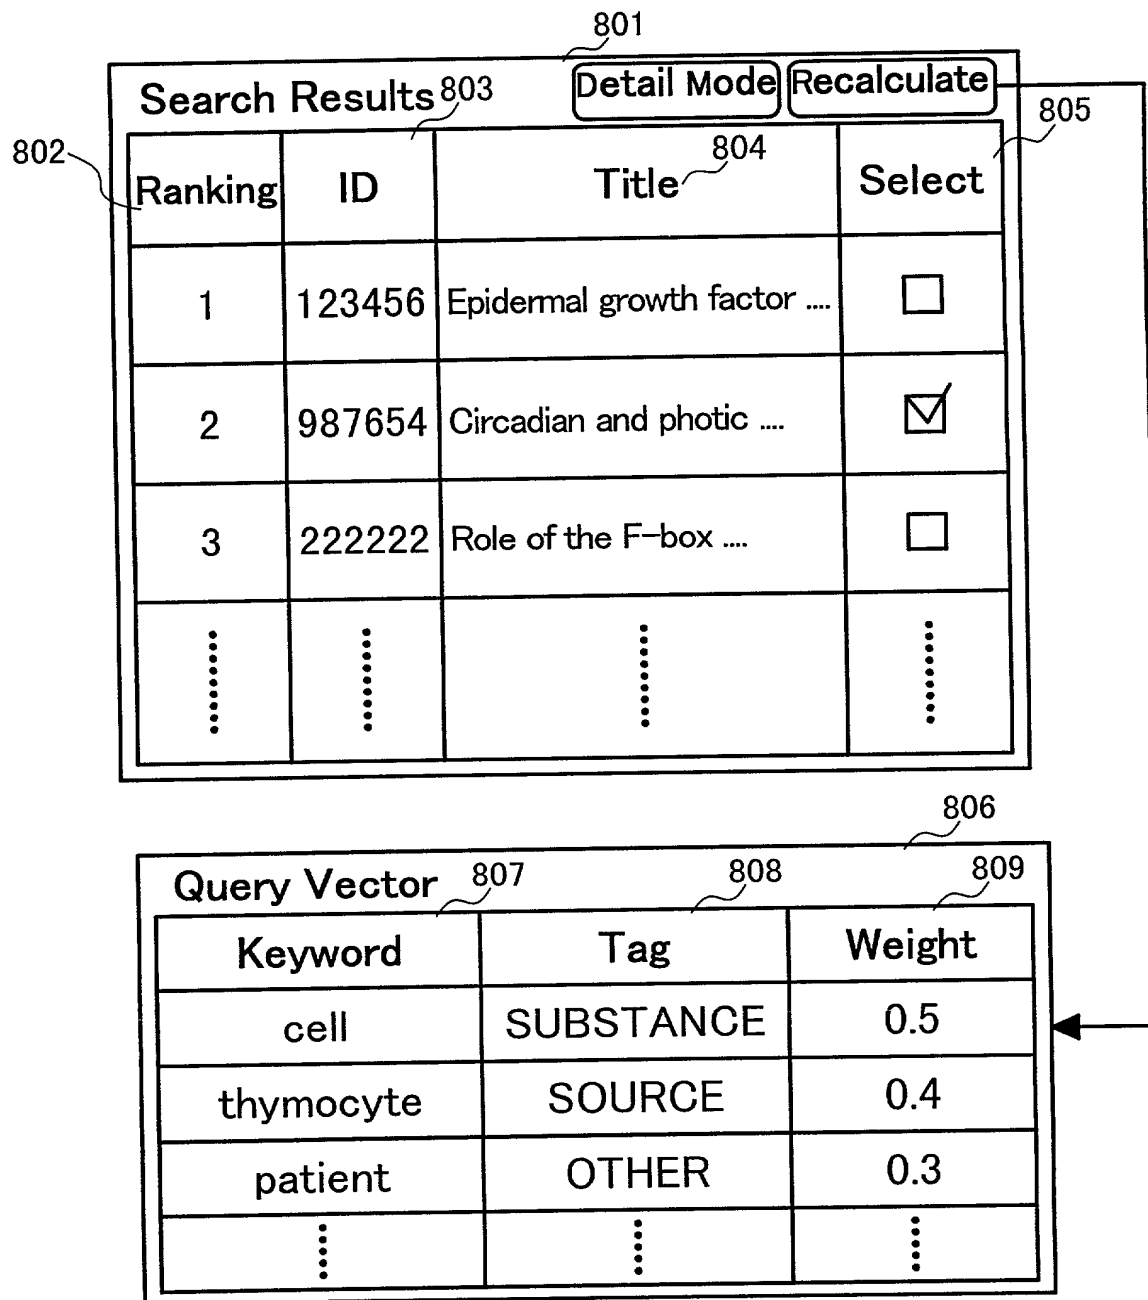 801
Search Results 803 Detail Mode Recalculate
802 804 805
Ranking ID Title Select
1 123456 Epidermal growth factor ....
2 987654 Circadian and photic ....
3 222222 Role of the F-box ....
806
Query Vector 807 808 809
Keyword Tag Weight
cell SUBSTANCE 0.5
thymocyte SOURCE 0.4
patient OTHER 0.3